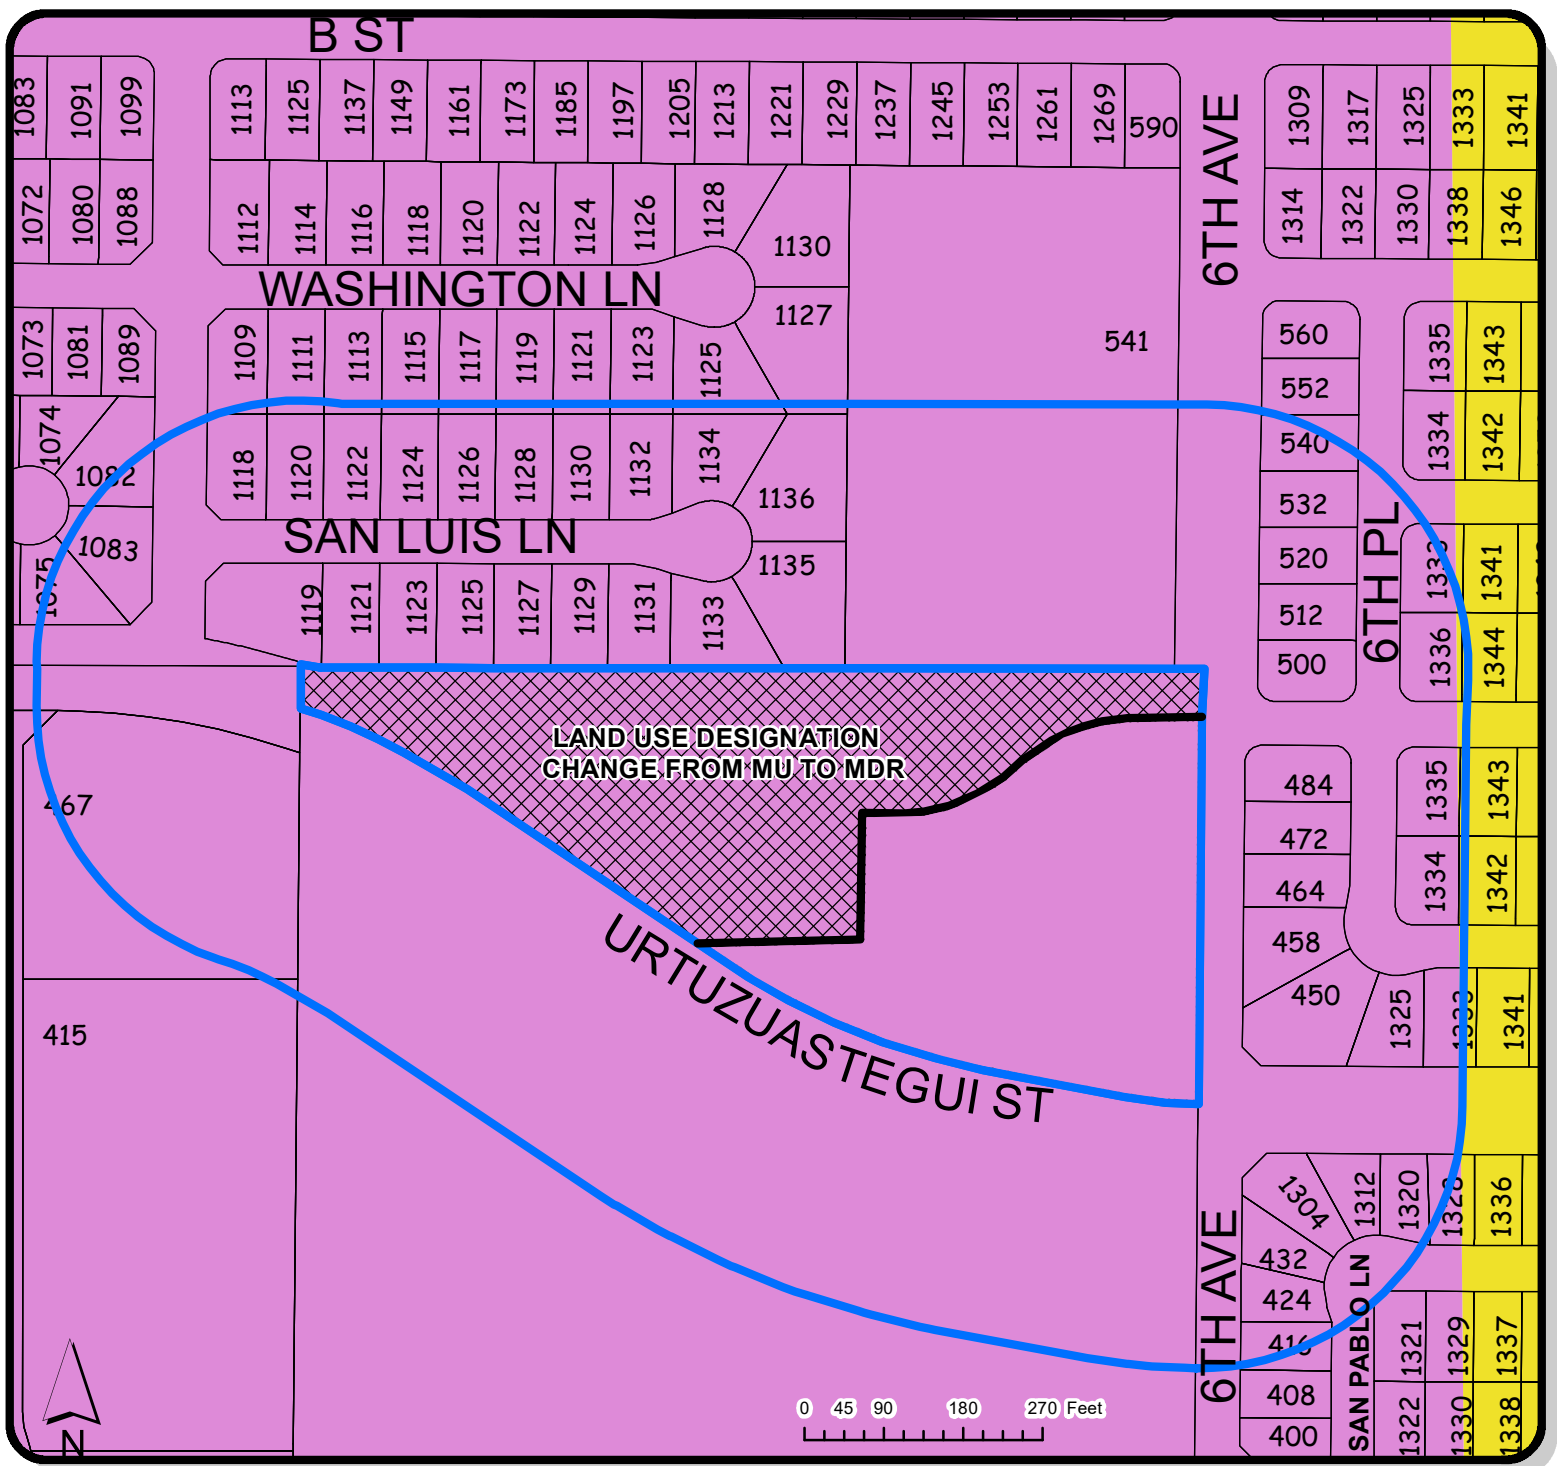 B ST
1083 1091 1099 1113 1125 1137 1149 1161 1173 1185 1197 1205 1213 1221 1229 1237 1245 1253 1261 1269 590 6TH AVE 1309 1317 1325 1333 1341
1072 1080 1088 1112 1114 1116 1118 1120 1122 1124 1126 1128 1130 1314 1322 1330 1338 1346
WASHINGTON LN
1127
541
1073 1081 1089 1109 1111 1113 1115 1117 1119 1121 1123 1125 560 1335 1343
552
1074 1082 1118 1120 1122 1124 1126 1128 1130 1132 1134 1136 540 1334 1342
532
SAN LUIS LN
1083 1135 520 6TH PL 1341
1075 1119 1121 1123 1125 1127 1129 1131 1133 512
500 1336 1344
LAND USE DESIGNATION
CHANGE FROM MU TO MDR
467
484 1335 1343
472
464 1334 1342
458
450 1325 1333 1341
URTUZUASTEGUI ST
415
1304 1312 1320 1328 1336
432
6TH AVE
424 SAN PABLO LN
416 1321 1329 1337
408
400 1322 1330 1338
0 45 90 180 270 Feet
N